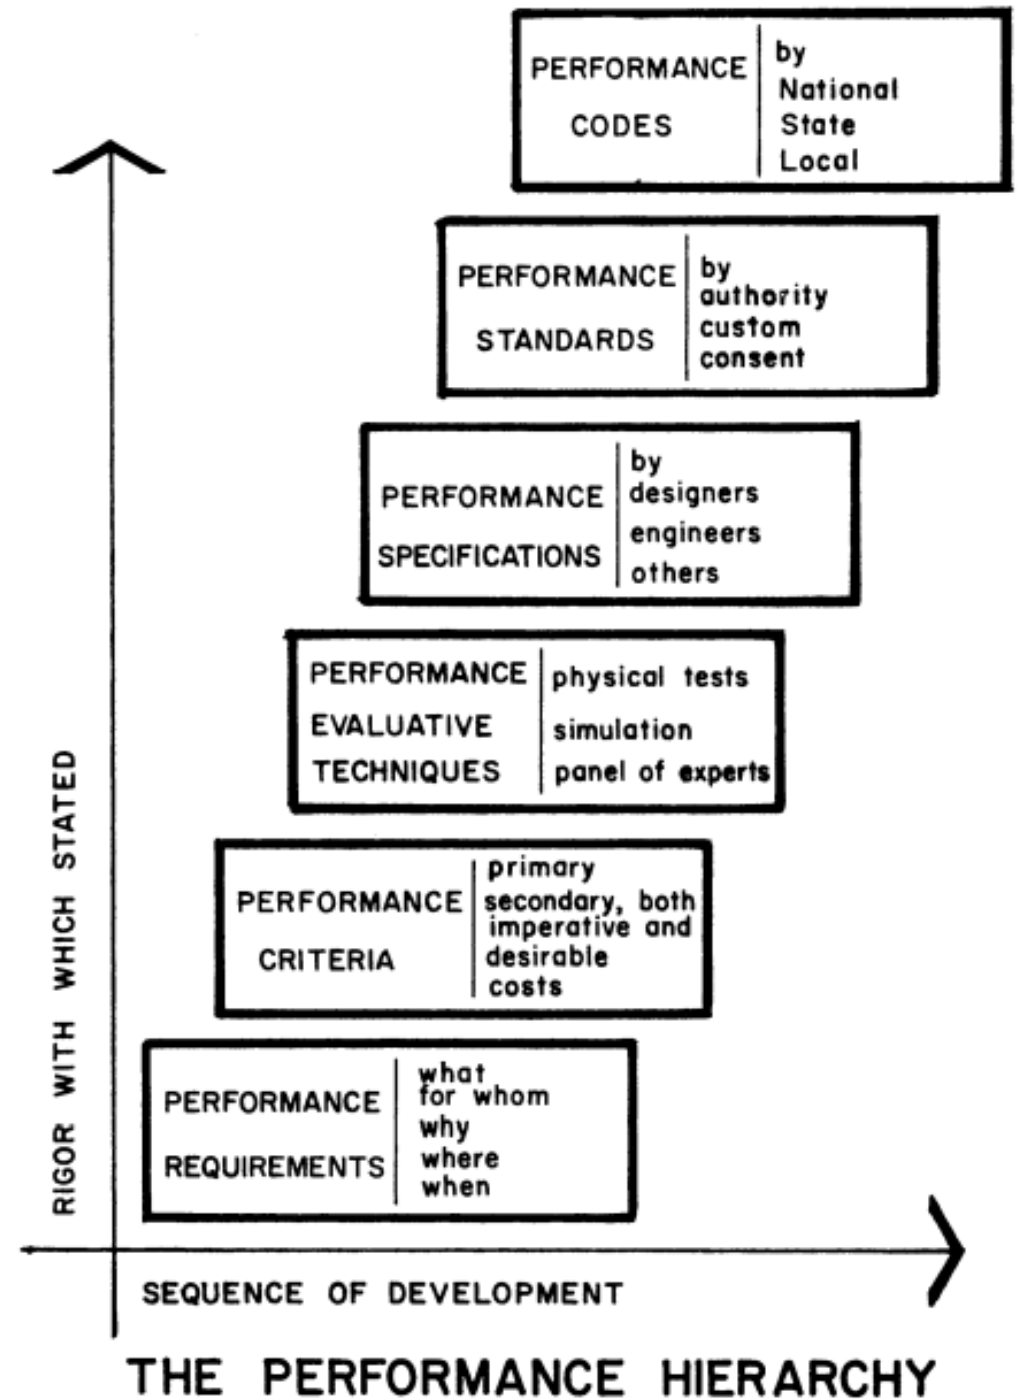 PERFORMANCE
CODES
by
National
State
Local
PERFORMANCE
STANDARDS
by
authority
custom
consent
PERFORMANCE
SPECIFICATIONS
by
designers
engineers
others
PERFORMANCE
EVALUATIVE
TECHNIQUES
physical tests
simulation
panel of experts
PERFORMANCE
CRITERIA
primary
secondary, both
imperative and
desirable
costs
PERFORMANCE
REQUIREMENTS
what
for whom
why
where
when
RIGOR WITH WHICH STATED
SEQUENCE OF DEVELOPMENT
THE PERFORMANCE HIERARCHY